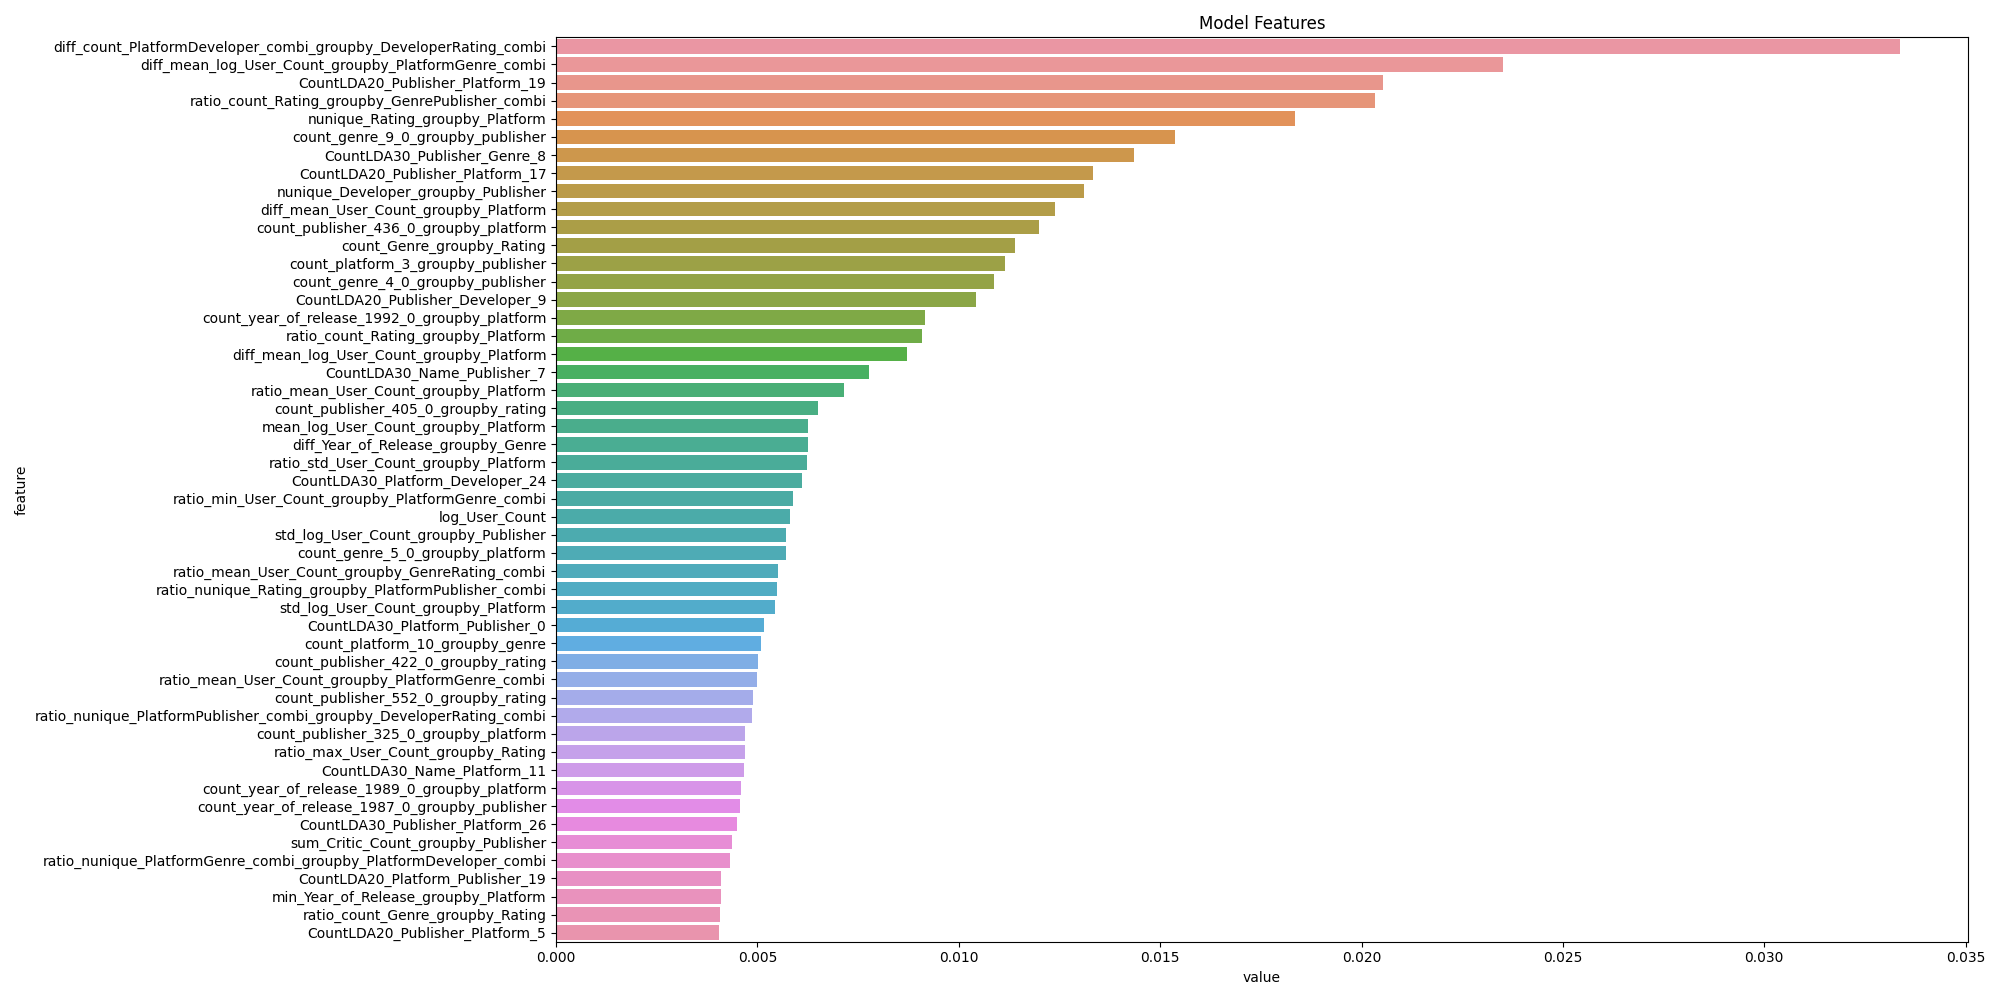 Model Features
diff_count_PlatformDeveloper_combi_groupby_DeveloperRating_combi
diff_mean_log_User_Count_groupby_PlatformGenre_combi
CountLDA20_Publisher_Platform_19
ratio_count_Rating_groupby_GenrePublisher_combi
nunique_Rating_groupby_Platform
count_genre_9_0_groupby_publisher
CountLDA30_Publisher_Genre_8
CountLDA20_Publisher_Platform_17
nunique_Developer_groupby_Publisher
diff_mean_User_Count_groupby_Platform
count_publisher_436_0_groupby_platform
count_Genre_groupby_Rating
count_platform_3_groupby_publisher
count_genre_4_0_groupby_publisher
CountLDA20_Publisher_Developer_9
count_year_of_release_1992_0_groupby_platform
ratio_count_Rating_groupby_Platform
diff_mean_log_User_Count_groupby_Platform
CountLDA30_Name_Publisher_7
ratio_mean_User_Count_groupby_Platform
count_publisher_405_0_groupby_rating
mean_log_User_Count_groupby_Platform
diff_Year_of_Release_groupby_Genre
ratio_std_User_Count_groupby_Platform
CountLDA30_Platform_Developer_24
ratio_min_User_Count_groupby_PlatformGenre_combi
log_User_Count
std_log_User_Count_groupby_Publisher
count_genre_5_0_groupby_platform
ratio_mean_User_Count_groupby_GenreRating_combi
ratio_nunique_Rating_groupby_PlatformPublisher_combi
std_log_User_Count_groupby_Platform
CountLDA30_Platform_Publisher_0
count_platform_10_groupby_genre
count_publisher_422_0_groupby_rating
ratio_mean_User_Count_groupby_PlatformGenre_combi
count_publisher_552_0_groupby_rating
ratio_nunique_PlatformPublisher_combi_groupby_DeveloperRating_combi
count_publisher_325_0_groupby_platform
ratio_max_User_Count_groupby_Rating
CountLDA30_Name_Platform_11
count_year_of_release_1989_0_groupby_platform
count_year_of_release_1987_0_groupby_publisher
CountLDA30_Publisher_Platform_26
sum_Critic_Count_groupby_Publisher
ratio_nunique_PlatformGenre_combi_groupby_PlatformDeveloper_combi
CountLDA20_Platform_Publisher_19
min_Year_of_Release_groupby_Platform
ratio_count_Genre_groupby_Rating
CountLDA20_Publisher_Platform_5
feature
0.000 0.005 0.010 0.015 0.020 0.025 0.030 0.035
value